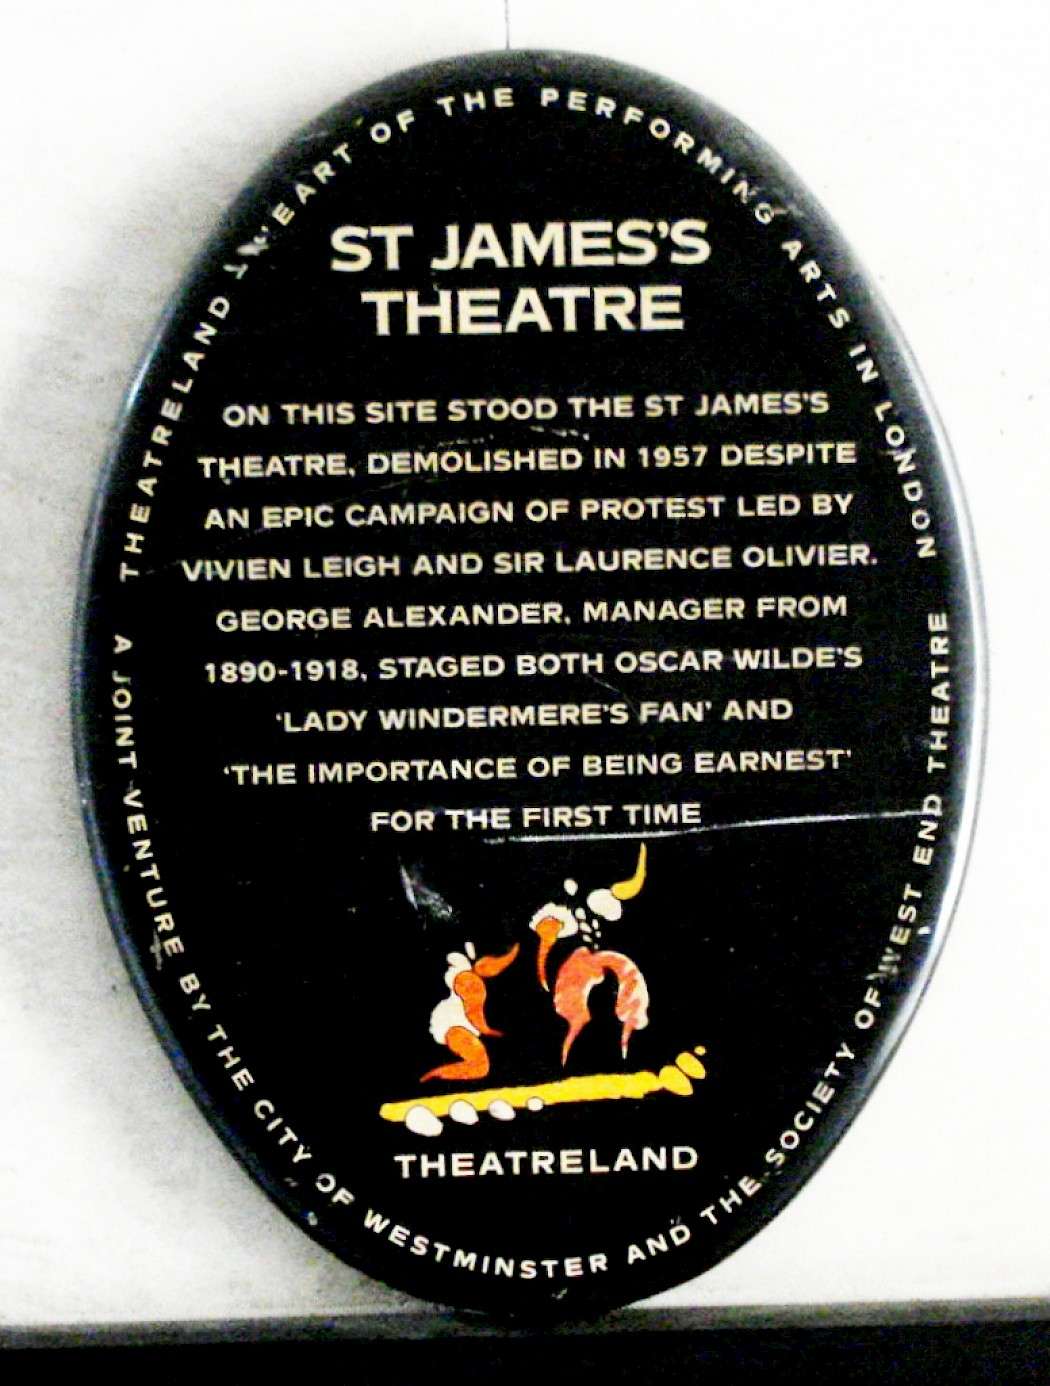 THEATRELAND HEART OF THE PERFORMING ARTS IN LONDON
ST JAMES'S
THEATRE
ON THIS SITE STOOD THE ST JAMES'S
THEATRE, DEMOLISHED IN 1957 DESPITE
AN EPIC CAMPAIGN OF PROTEST LED BY
VIVIEN LEIGH AND SIR LAURENCE OLIVIER.
GEORGE ALEXANDER, MANAGER FROM
1890-1918, STAGED BOTH OSCAR WILDE'S
'LADY WINDERMERE'S FAN' AND
'THE IMPORTANCE OF BEING EARNEST'
FOR THE FIRST TIME
THEATRELAND
A JOINT VENTURE BY THE CITY OF WESTMINSTER AND THE SOCIETY OF WEST END THEATRE